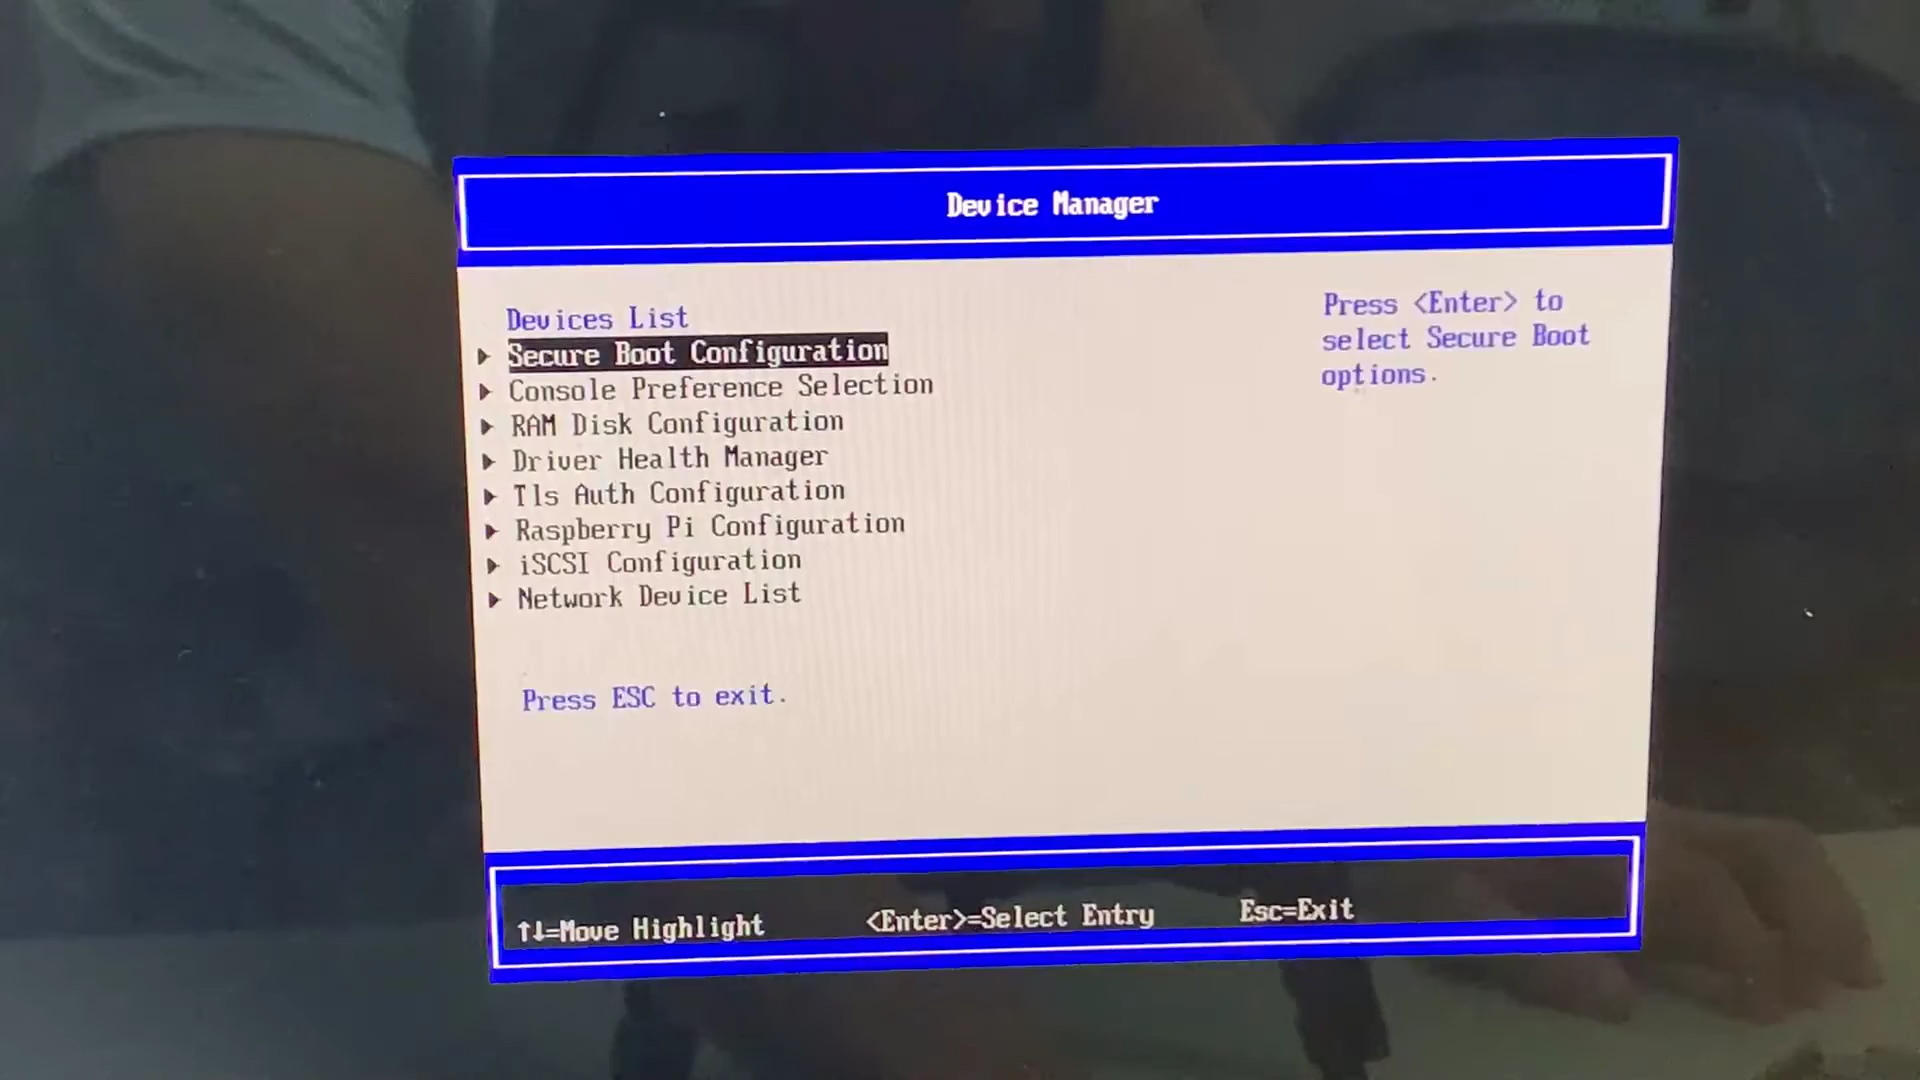 Device Manager
Devices List
Secure Boot Configuration
Console Preference Selection
RAM Disk Configuration
Driver Health Manager
Tls Auth Configuration
Raspberry Pi Configuration
iSCSI Configuration
Network Device List
Press ESC to exit.
Press <Enter> to
select Secure Boot
options.
↑↓=Move Highlight <Enter>=Select Entry Esc=Exit